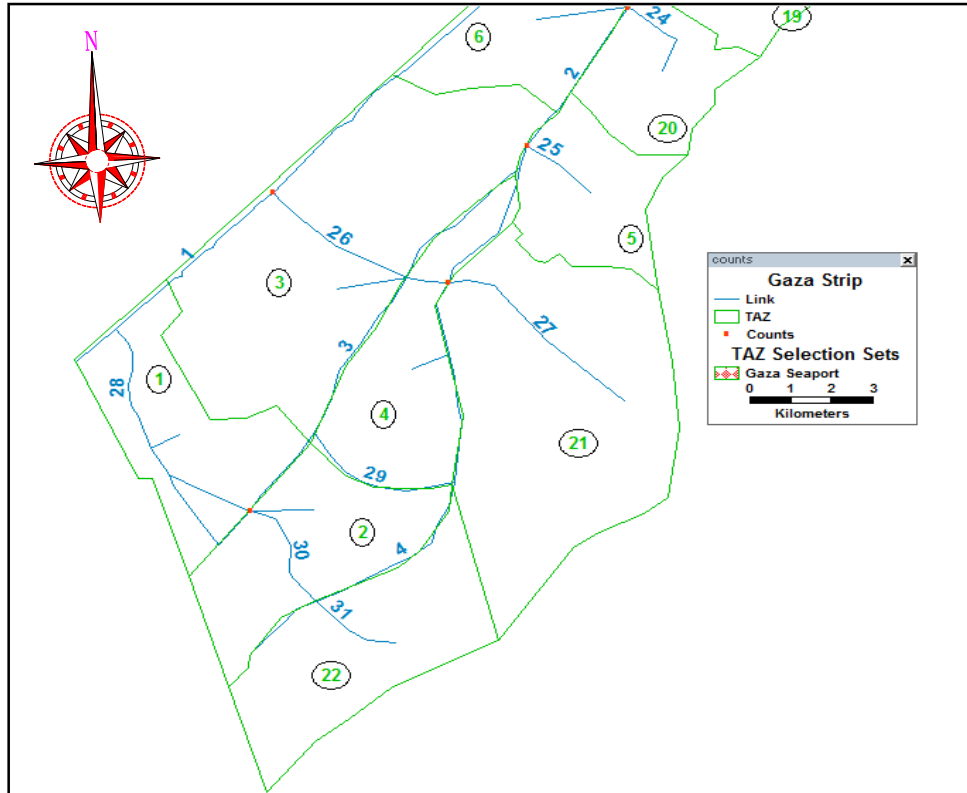 N
6
24
19
2
20
25
26
5
1
3
27
3
28
1
4
21
29
2
30
4
31
22
counts
Gaza Strip
Link
TAZ
Counts
TAZ Selection Sets
Gaza Seaport
0 1 2 3
Kilometers